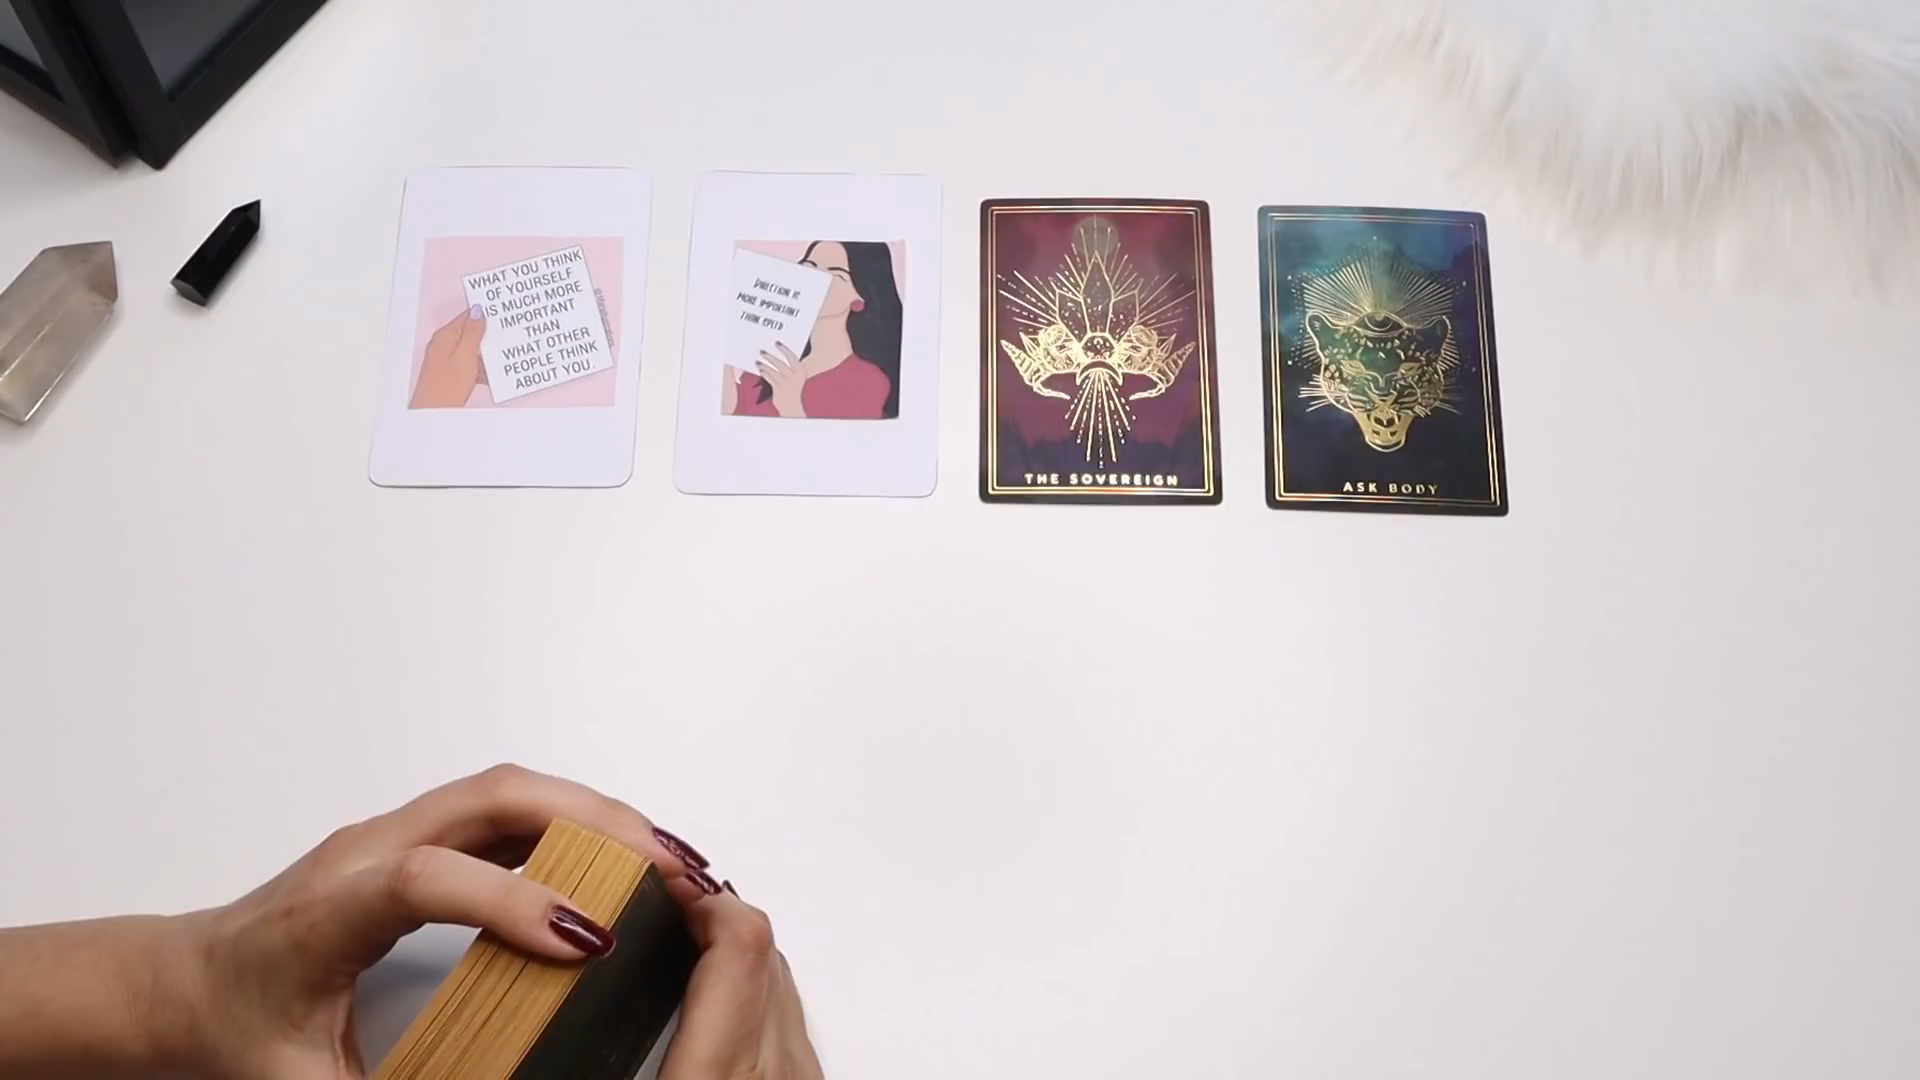 WHAT YOU THINK
OF YOURSELF
IS MUCH MORE
IMPORTANT
THAN
WHAT OTHER
PEOPLE THINK
ABOUT YOU.
DIRECTION IS
MORE IMPORTANT
THAN SPEED
THE SOVEREIGN
ASK BODY